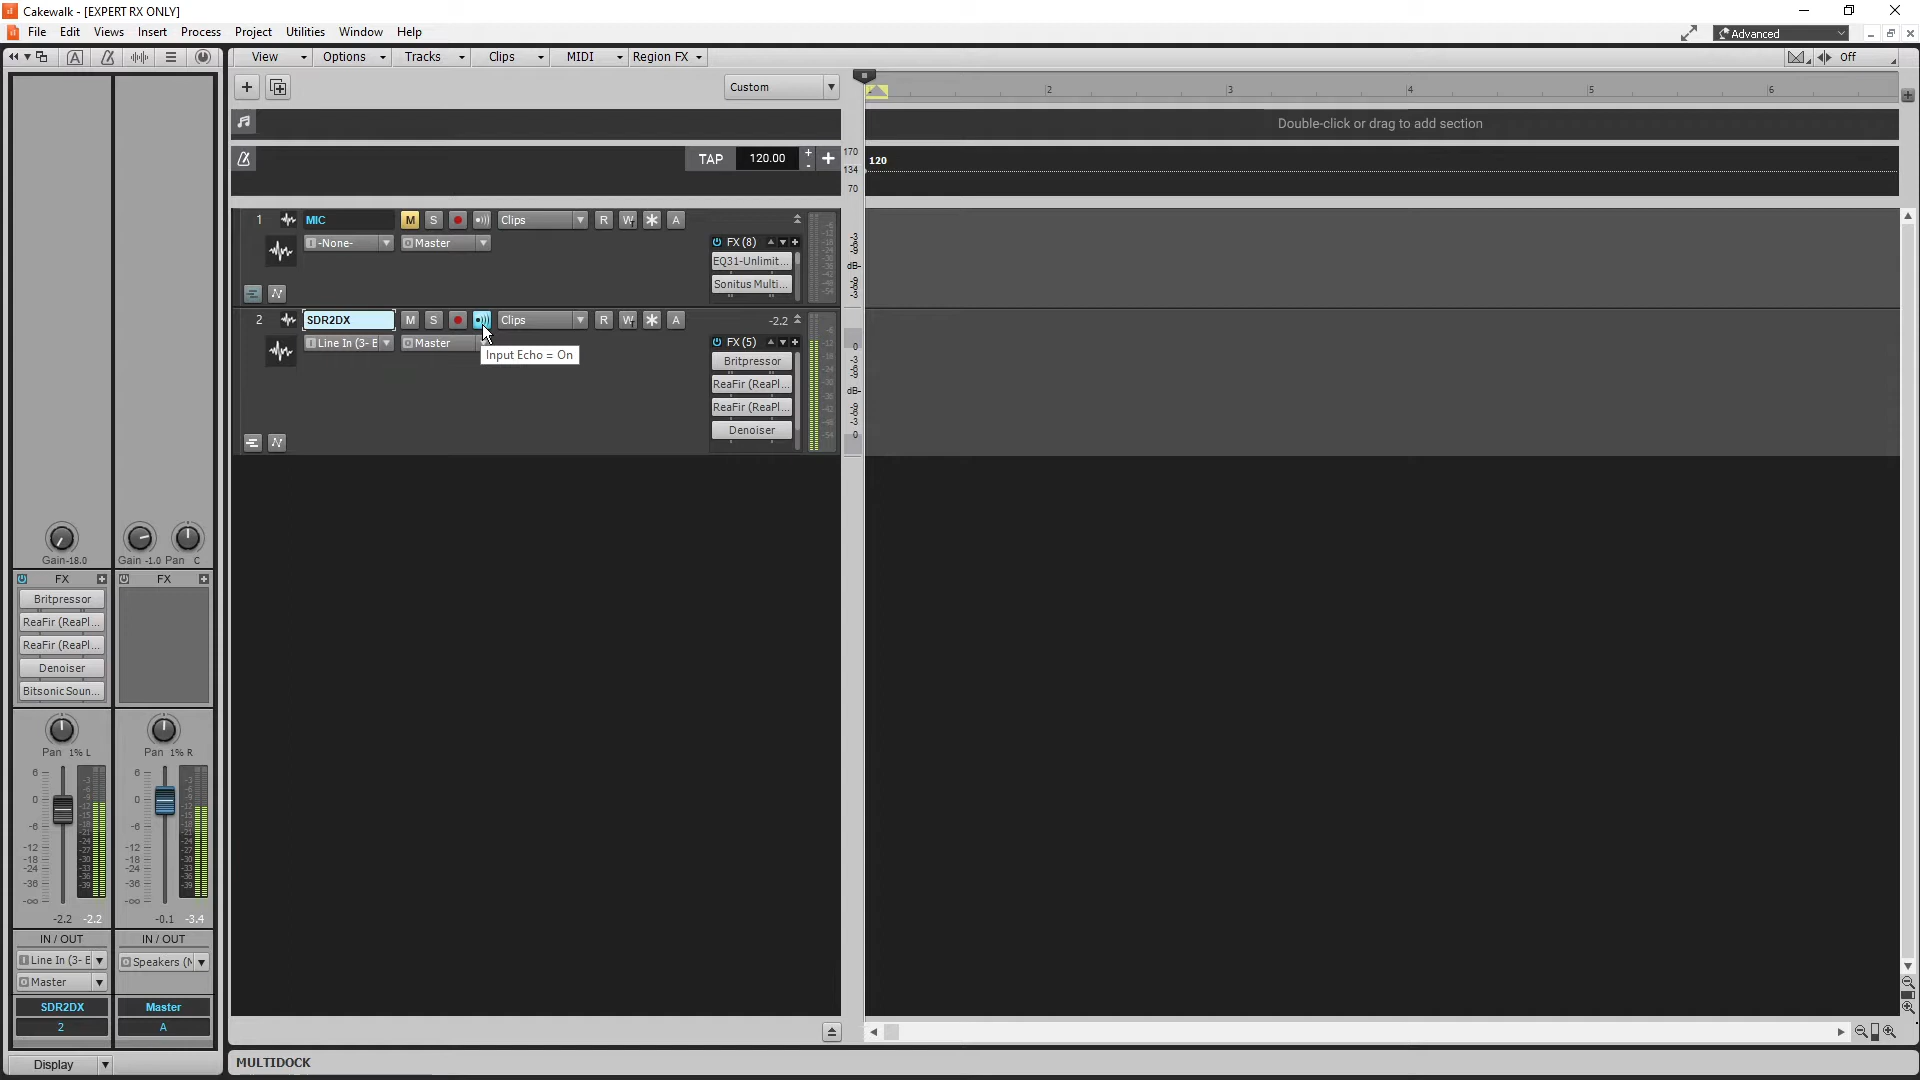 Cakewalk - [EXPERT RX ONLY]
File Edit Views Insert Process Project Utilities Window Help
Advanced
View Options Tracks Clips MIDI Region FX Off
Custom
2 3 4 5 6
Double-click or drag to add section
TAP 120.00 + -
170
134
70
120
1 MIC M S Clips R W A
-None- Master
FX (8)
EQ31-Unlimit...
Sonitus Multi...
2 SDR2DX M S Clips R W A -2.2
Line In (3- E Master
Input Echo = On
FX (5)
Britpressor
ReaFir (ReaPl...
ReaFir (ReaPl...
Denoiser
Gain -18.0 Gain -1.0 Pan C
FX FX
Britpressor
ReaFir (ReaPl...
ReaFir (ReaPl...
Denoiser
Bitsonic Soun...
Pan 1% L Pan 1% R
-2.2 -2.2 -0.1 -3.4
IN / OUT IN / OUT
Line In (3- E Speakers (
Master
SDR2DX Master
2 A
Display
MULTIDOCK